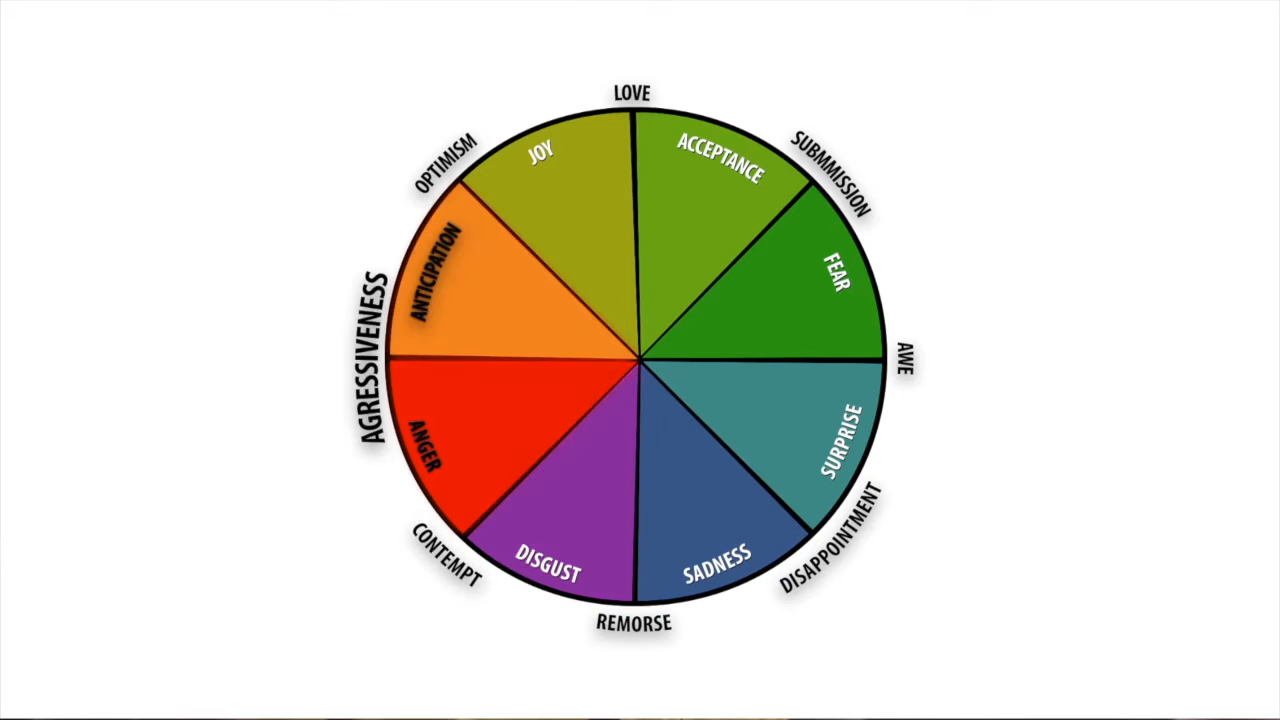 LOVE
OPTIMISM
JOY
ACCEPTANCE
SUBMMISSION
ANTICIPATION
FEAR
AGRESSIVENESS
AWE
ANGER
SURPRISE
CONTEMPT
DISGUST
SADNESS
DISAPPOINTMENT
REMORSE